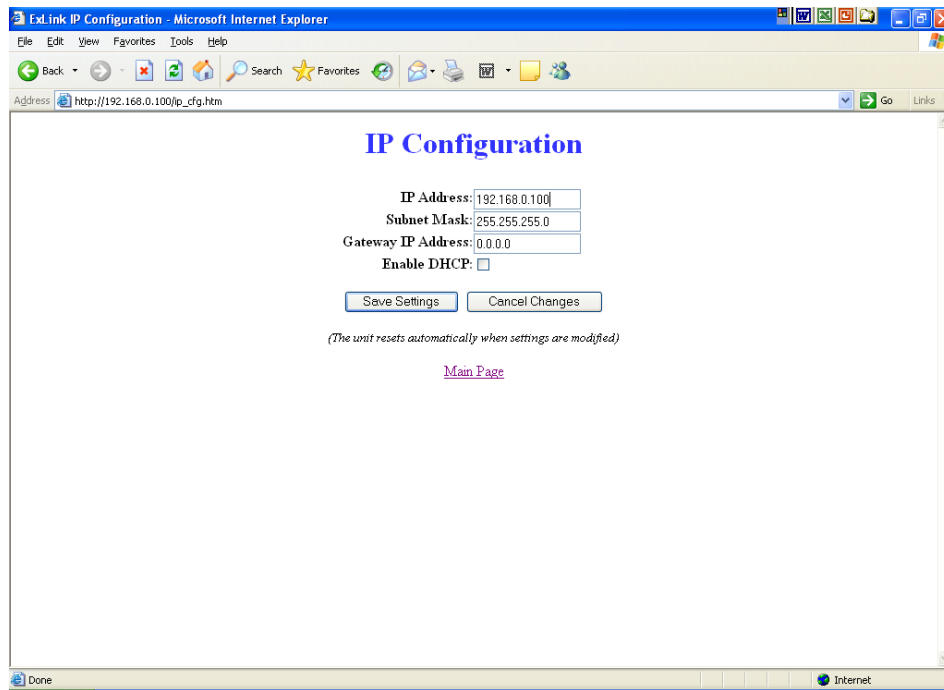 ExLink IP Configuration - Microsoft Internet Explorer
File Edit View Favorites Tools Help
Back Search Favorites
Address http://192.168.0.100/ip_cfg.htm Go Links
IP Configuration
IP Address: 192.168.0.100
Subnet Mask: 255.255.255.0
Gateway IP Address: 0.0.0.0
Enable DHCP:
Save Settings Cancel Changes
(The unit resets automatically when settings are modified)
Main Page
Done Internet